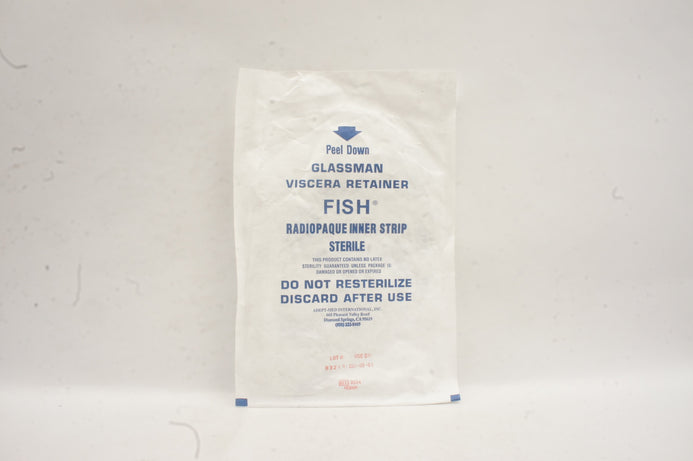 Peel Down
GLASSMAN
VISCERA RETAINER
FISH®
RADIOPAQUE INNER STRIP
STERILE
THIS PRODUCT CONTAINS NO LATEX
STERILITY GUARANTEED UNLESS PACKAGE IS
DAMAGED OR OPENED OR EXPIRED
DO NOT RESTERILIZE
DISCARD AFTER USE
ADEPT-MED INTERNATIONAL, INC.
Diamond Springs, CA 95619
LOT #